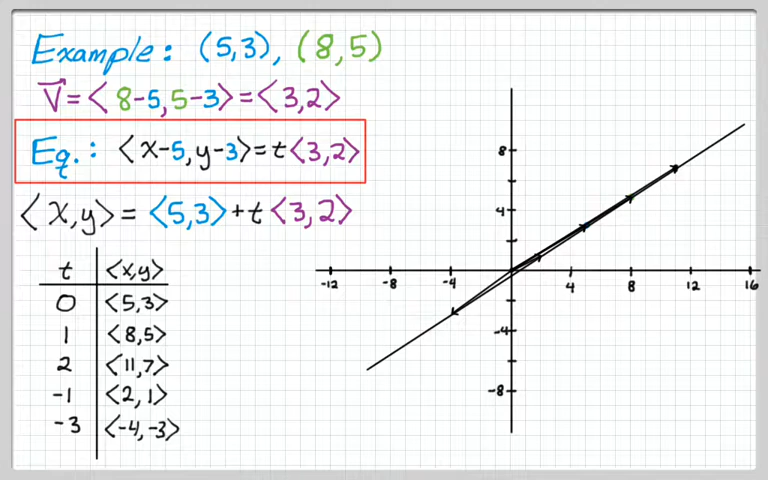 Example: (5,3), (8,5)
V⃗=⟨8-5,5-3⟩=⟨3,2⟩
Eq.: ⟨x-5,y-3⟩=t⟨3,2⟩
⟨x,y⟩=⟨5,3⟩+t⟨3,2⟩
t ⟨x,y⟩
0 ⟨5,3⟩
1 ⟨8,5⟩
2 ⟨11,7⟩
-1 ⟨2,1⟩
-3 ⟨-4,-3⟩
8
4
-12 -8 -4 4 8 12 16
-4
-8